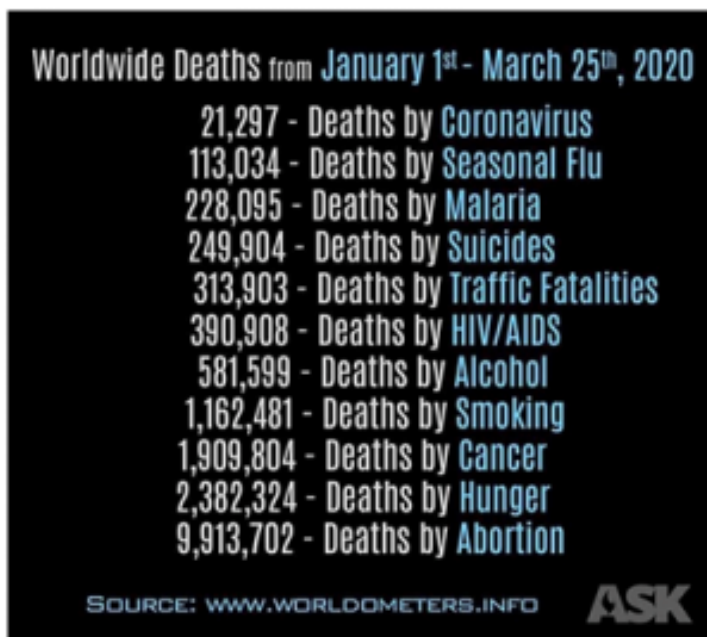 Worldwide Deaths from January 1st - March 25th, 2020
21,297 - Deaths by Coronavirus
113,034 - Deaths by Seasonal Flu
228,095 - Deaths by Malaria
249,904 - Deaths by Suicides
313,903 - Deaths by Traffic Fatalities
390,908 - Deaths by HIV/AIDS
581,599 - Deaths by Alcohol
1,162,481 - Deaths by Smoking
1,909,804 - Deaths by Cancer
2,382,324 - Deaths by Hunger
9,913,702 - Deaths by Abortion
SOURCE: WWW.WORLDOMETERS.INFO
ASK